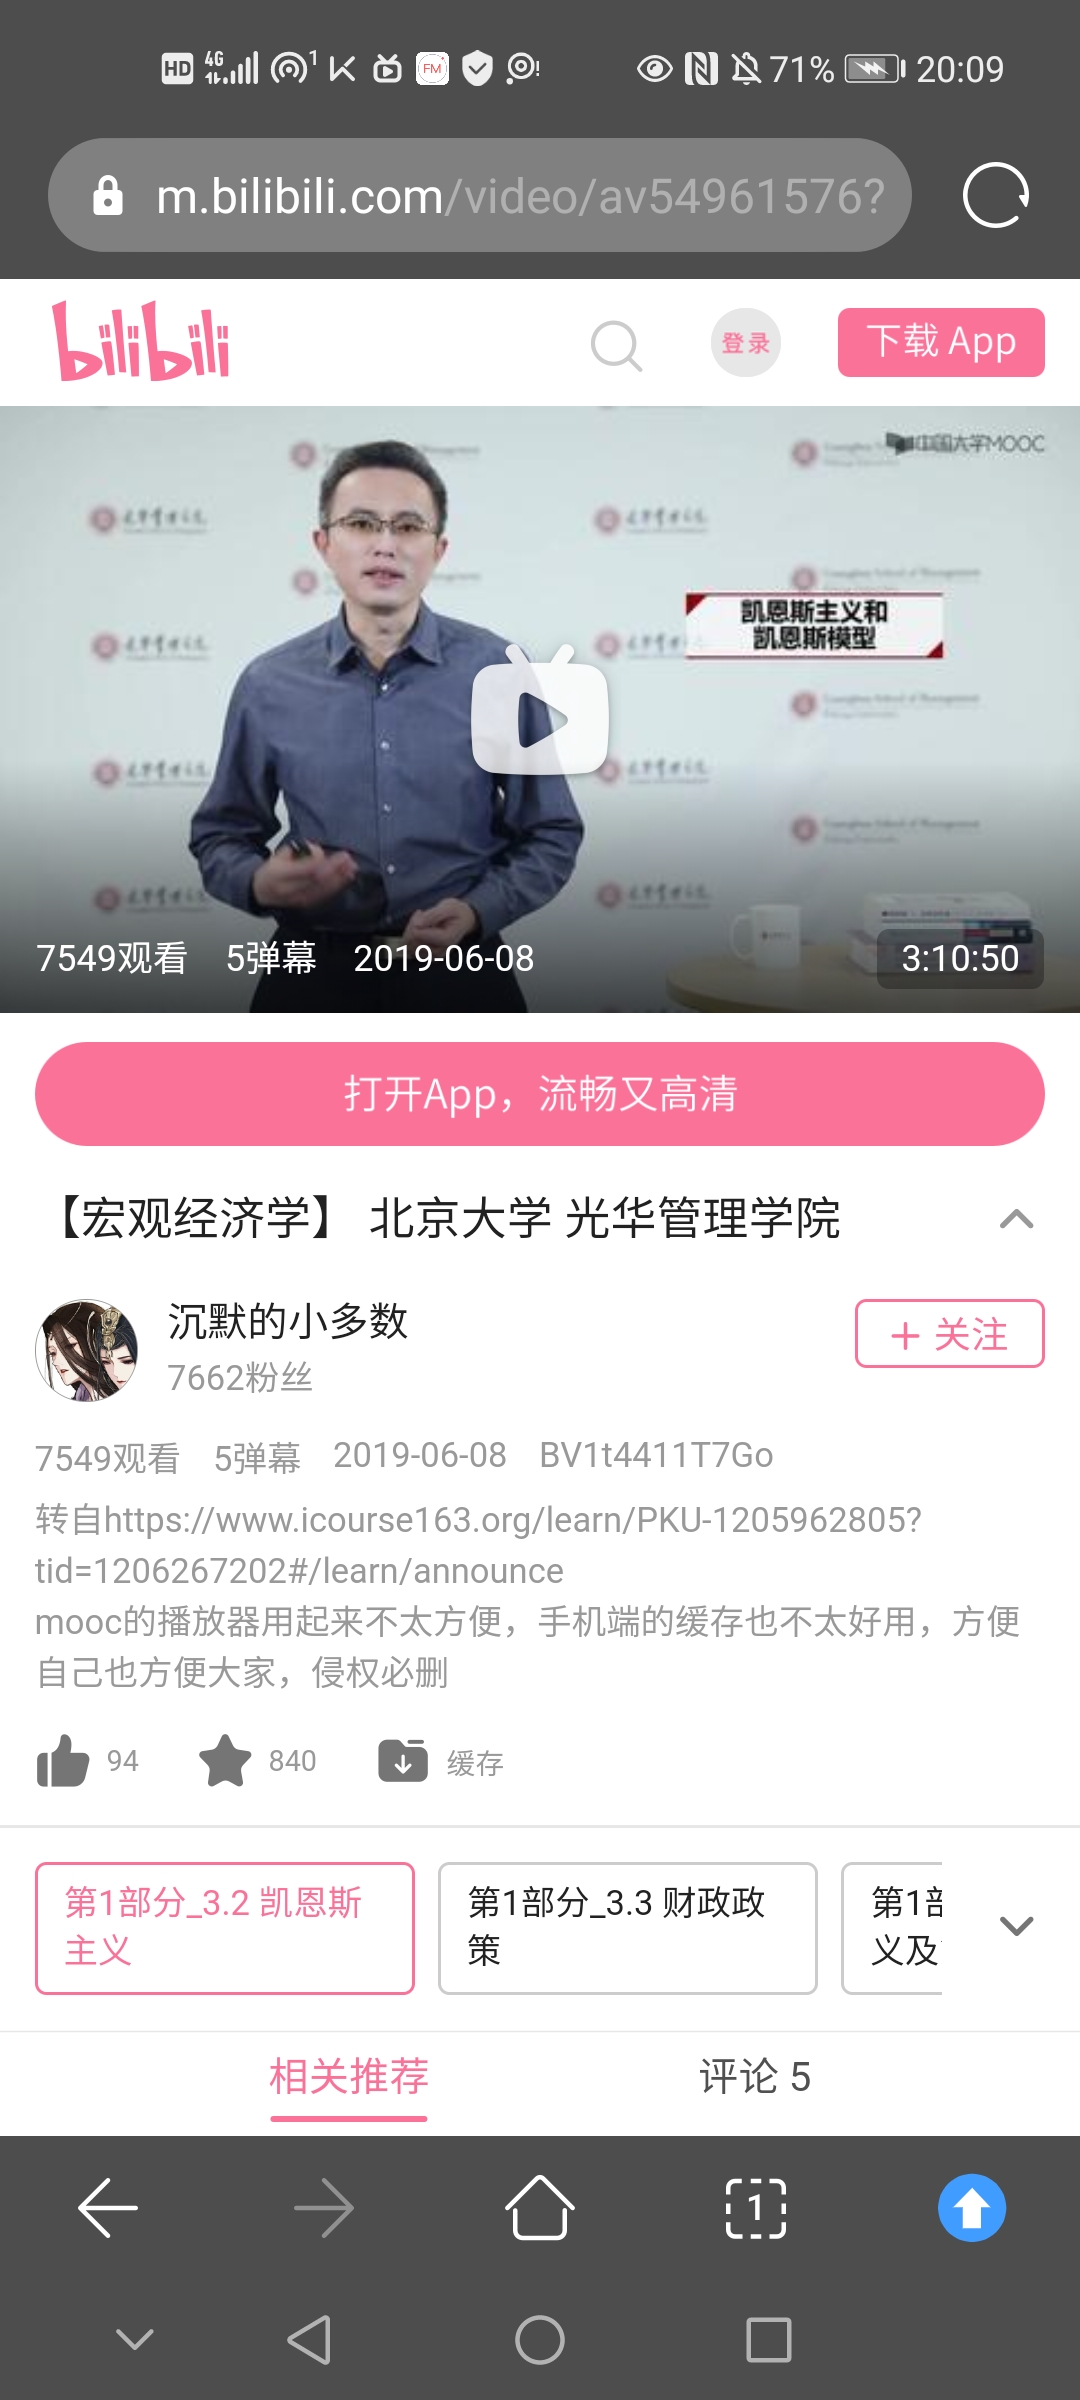 HD 4G 1 FM 71% 20:09
m.bilibili.com/video/av54961576?
bilibili
登录
下载 App
中国大学MOOC
凯恩斯主义和
凯恩斯模型
7549观看 5弹幕 2019-06-08 3:10:50
打开App，流畅又高清
【宏观经济学】 北京大学 光华管理学院
沉默的小多数
7662粉丝
+ 关注
7549观看 5弹幕 2019-06-08 BV1t4411T7Go
转自https://www.icourse163.org/learn/PKU-1205962805?
tid=1206267202#/learn/announce
mooc的播放器用起来不太方便，手机端的缓存也不太好用，方便
自己也方便大家，侵权必删
94 840 缓存
第1部分_3.2 凯恩斯
主义
第1部分_3.3 财政政
策
第1部
义及
相关推荐 评论 5
1